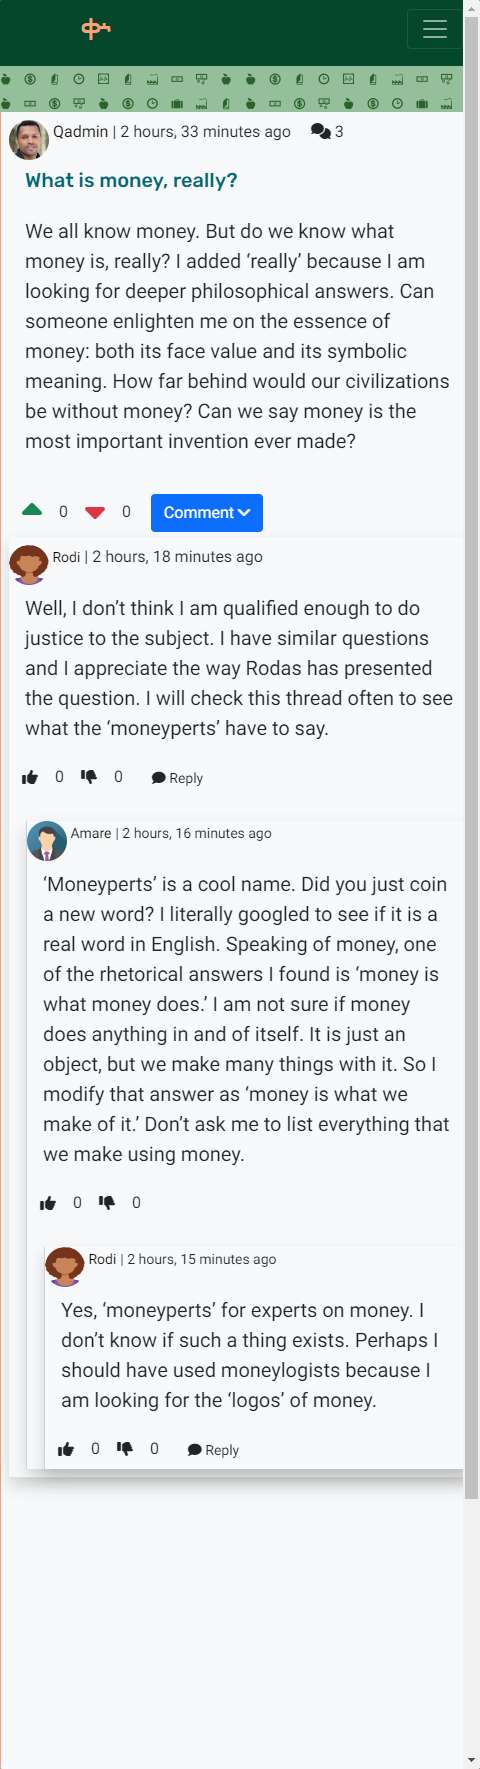 ቍ
Qadmin | 2 hours, 33 minutes ago 3
What is money, really?
We all know money. But do we know what
money is, really? I added ‘really’ because I am
looking for deeper philosophical answers. Can
someone enlighten me on the essence of
money: both its face value and its symbolic
meaning. How far behind would our civilizations
be without money? Can we say money is the
most important invention ever made?
0 0 Comment
Rodi | 2 hours, 18 minutes ago
Well, I don’t think I am qualified enough to do
justice to the subject. I have similar questions
and I appreciate the way Rodas has presented
the question. I will check this thread often to see
what the ‘moneyperts’ have to say.
0 0 Reply
Amare | 2 hours, 16 minutes ago
‘Moneyperts’ is a cool name. Did you just coin
a new word? I literally googled to see if it is a
real word in English. Speaking of money, one
of the rhetorical answers I found is ‘money is
what money does.’ I am not sure if money
does anything in and of itself. It is just an
object, but we make many things with it. So I
modify that answer as ‘money is what we
make of it.’ Don’t ask me to list everything that
we make using money.
0 0
Rodi | 2 hours, 15 minutes ago
Yes, ‘moneyperts’ for experts on money. I
don’t know if such a thing exists. Perhaps I
should have used moneylogists because I
am looking for the ‘logos’ of money.
0 0 Reply